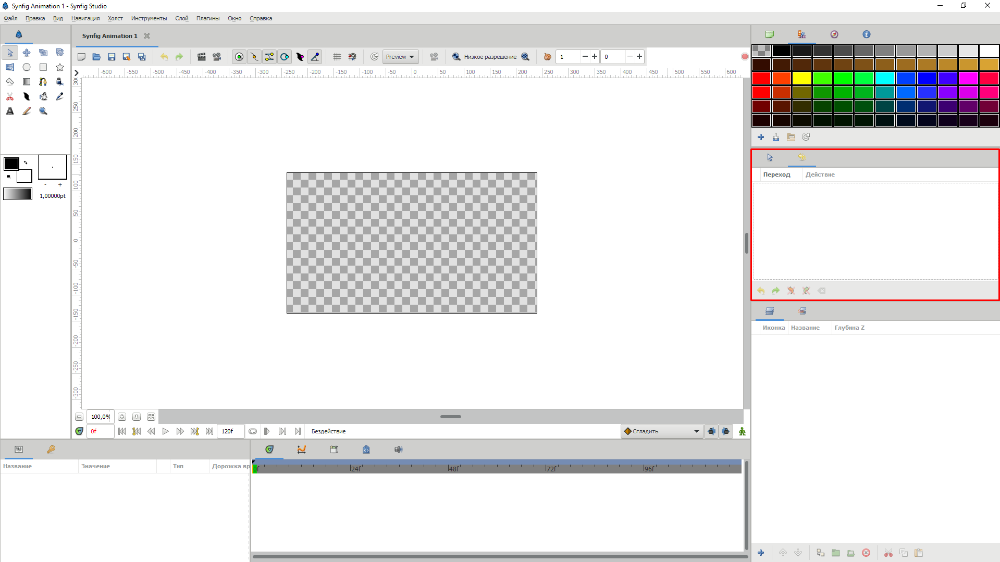 Synfig Animation 1 - Synfig Studio
Файл Правка Вид Навигация Холст Инструменты Слой Плагины Окно Справка
Synfig Animation 1
Preview Низкое разрешение 1 0
-600 -550 -500 -450 -400 -350 -300 -250 -200 -150 -100 -50 0 50 100 150 200 250 300 350 400 450 500 550 600
250
200
150
100
50
0
-50
-100
-150
-200
-250
-300
- +
1,00000pt
Переход Действие
Иконка Название Глубина Z
100,0%
0f 120f Бездействие Сгладить
Название Значение Тип Дорожка вр
0f 24f 48f 72f 96f